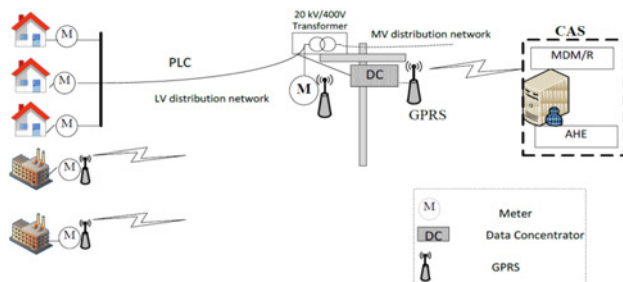 20 kV/400V
Transformer
MV distribution network
CAS
MDM/R
M
M
M
PLC
LV distribution network
M
DC
GPRS
AHE
M
M
M
Meter
DC
Data Concentrator
GPRS